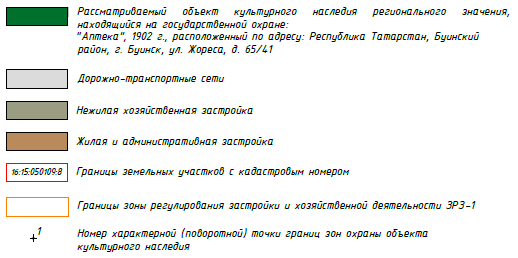 Рассматриваемый объект культурного наследия регионального значения,
находящийся на государственной охране:
"Аптека", 1902 г., расположенный по адресу: Республика Татарстан, Буинский
район, г. Буинск, ул. Жореса, д. 65/41
Дорожно-транспортные сети
Нежилая хозяйственная застройка
Жилая и административная застройка
16:15:050109:8 Границы земельных участков с кадастровым номером
Границы зоны регулирования застройки и хозяйственной деятельности ЗРЗ-1
1 Номер характерной (поворотной) точки границ зон охраны объекта
культурного наследия